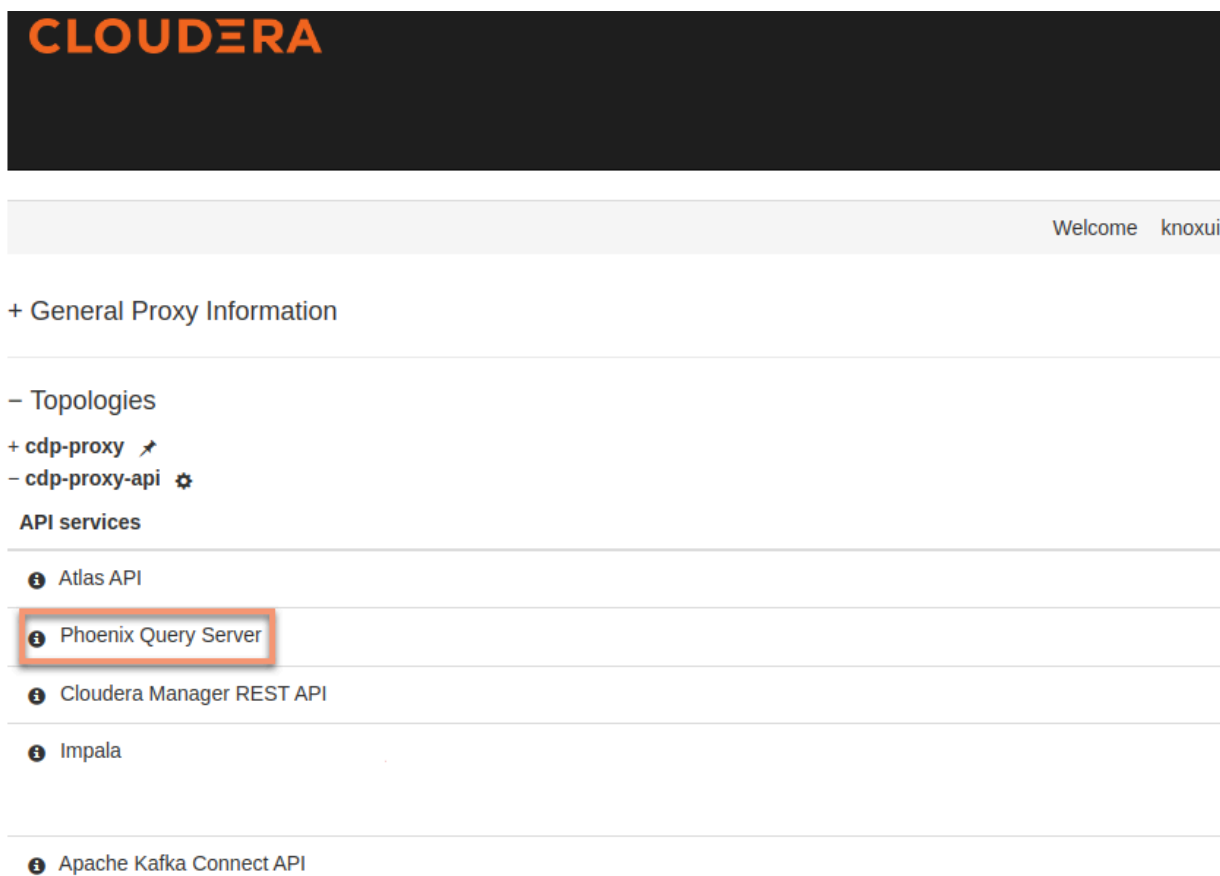 CLOUDERA
Welcome knoxui
+ General Proxy Information
− Topologies
+ cdp-proxy
− cdp-proxy-api
API services
Atlas API
Phoenix Query Server
Cloudera Manager REST API
Impala
Apache Kafka Connect API